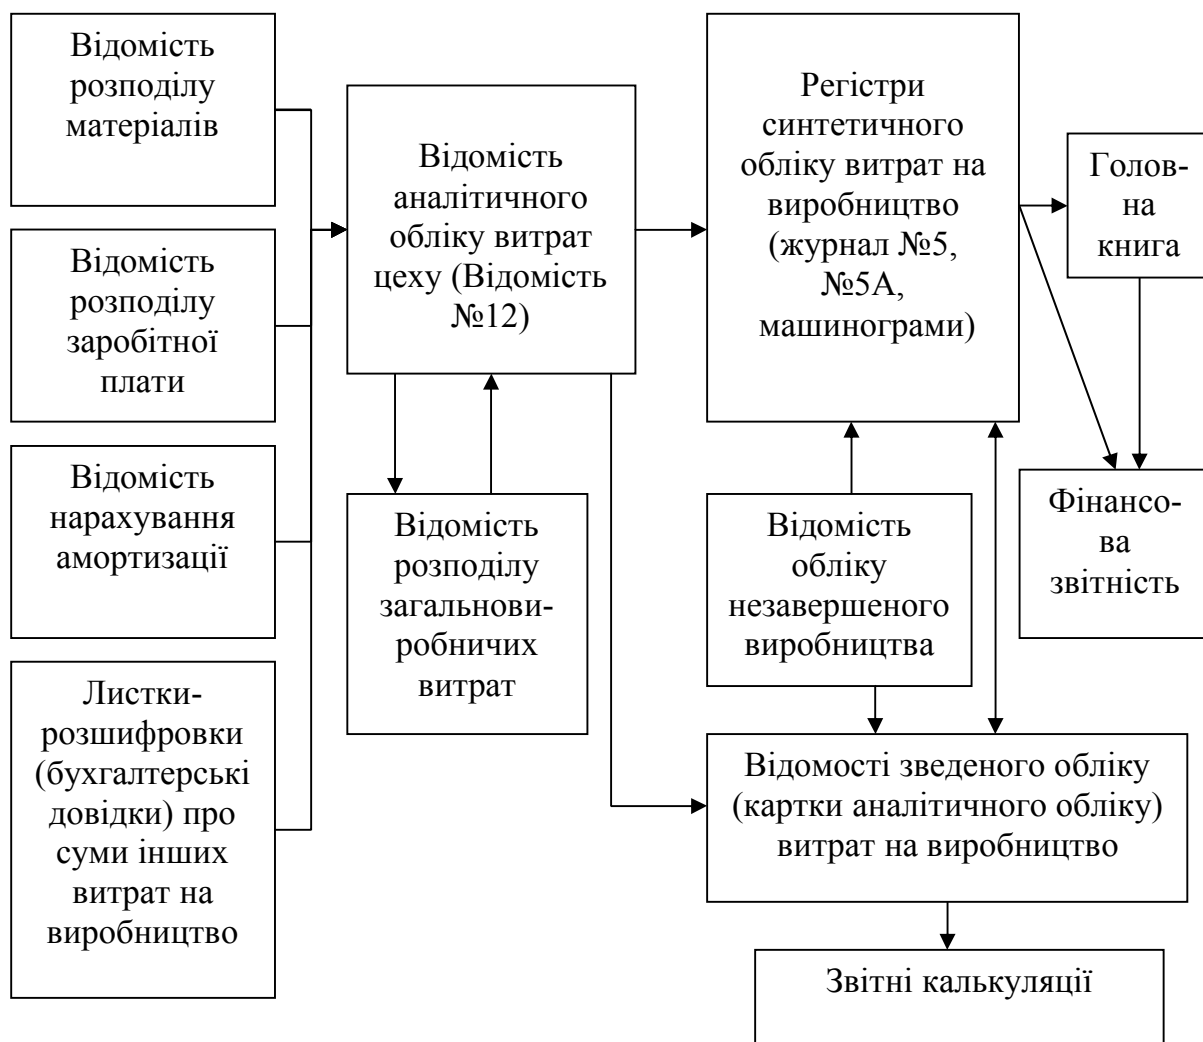 Відомість
розподілу
матеріалів
Відомість
розподілу
заробітної
плати
Відомість
нарахування
амортизації
Листки-
розшифровки
(бухгалтерські
довідки) про
суми інших
витрат на
виробництво
Відомість
аналітичного
обліку витрат
цеху (Відомість
№12)
Відомість
розподілу
загальнови-
робничих
витрат
Регістри
синтетичного
обліку витрат на
виробництво
(журнал №5,
№5А,
машинограми)
Відомість
обліку
незавершеного
виробництва
Голов-
на
книга
Фінансо-
ва
звітність
Відомості зведеного обліку
(картки аналітичного обліку)
витрат на виробництво
Звітні калькуляції